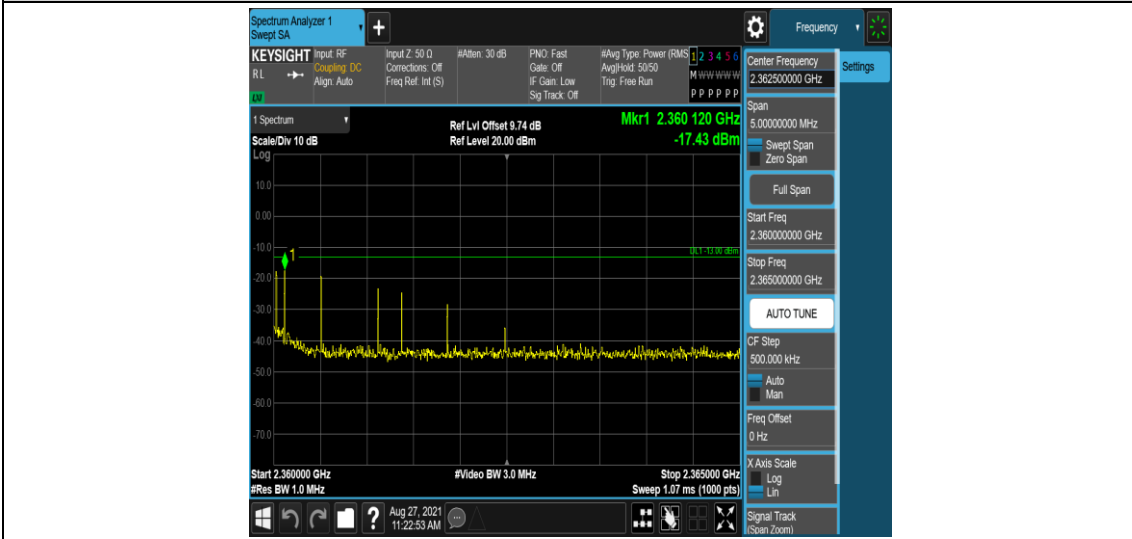 Spectrum Analyzer 1
Swept SA
Frequency
KEYSIGHT
RL
Input: RF
Coupling: DC
Align: Auto
Input Z: 50 Ω
Corrections: Off
Freq Ref: Int (S)
#Atten: 30 dB
PNO: Fast
Gate: Off
IF Gain: Low
Sig Track: Off
#Avg Type: Power (RMS
Avg|Hold: 50/50
Trig: Free Run
1 2 3 4 5 6
M W W W W W
P P P P P P
1 Spectrum
Scale/Div 10 dB
Log
Ref Lvl Offset 9.74 dB
Ref Level 20.00 dBm
Mkr1 2.360 120 GHz
-17.43 dBm
10.0
0.00
-10.0
-20.0
-30.0
-40.0
-50.0
-60.0
-70.0
1
DL1 -13.00 dBm
Start 2.360000 GHz
#Res BW 1.0 MHz
#Video BW 3.0 MHz
Stop 2.365000 GHz
Sweep 1.07 ms (1000 pts)
Aug 27, 2021
11:22:53 AM
Center Frequency
2.362500000 GHz
Settings
Span
5.00000000 MHz
Swept Span
Zero Span
Full Span
Start Freq
2.360000000 GHz
Stop Freq
2.365000000 GHz
AUTO TUNE
CF Step
500.000 kHz
Auto
Man
Freq Offset
0 Hz
X Axis Scale
Log
Lin
Signal Track
(Span Zoom)